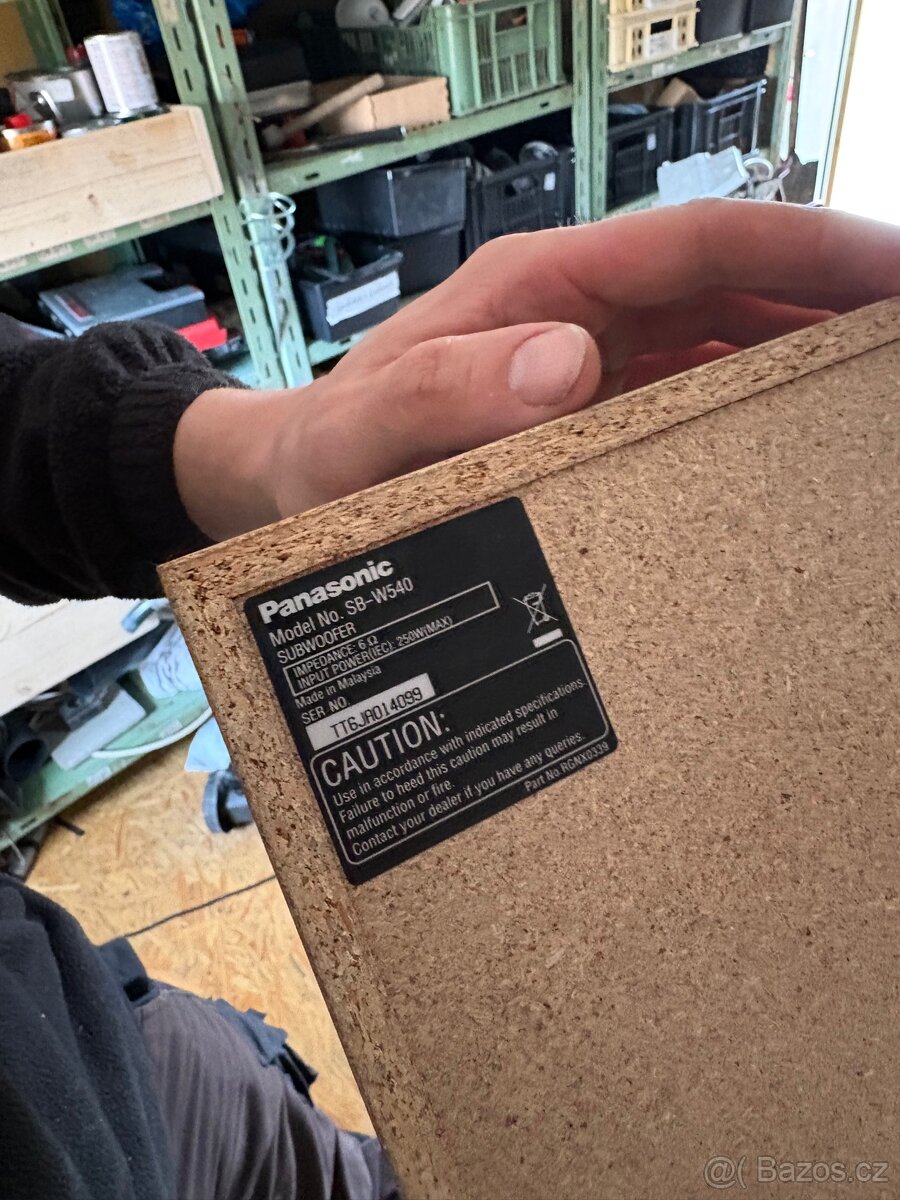 Panasonic
Model No. SB-W540
SUBWOOFER
IMPEDANCE: 6 Ω
INPUT POWER(IEC): 250W(MAX)
Made in Malaysia
SER. NO.
TT6JA014099
CAUTION:
Use in accordance with indicated specifications.
Failure to heed this caution may result in
malfunction or fire.
Contact your dealer if you have any queries.
Part No.RGNX0339
@( Bazos.cz